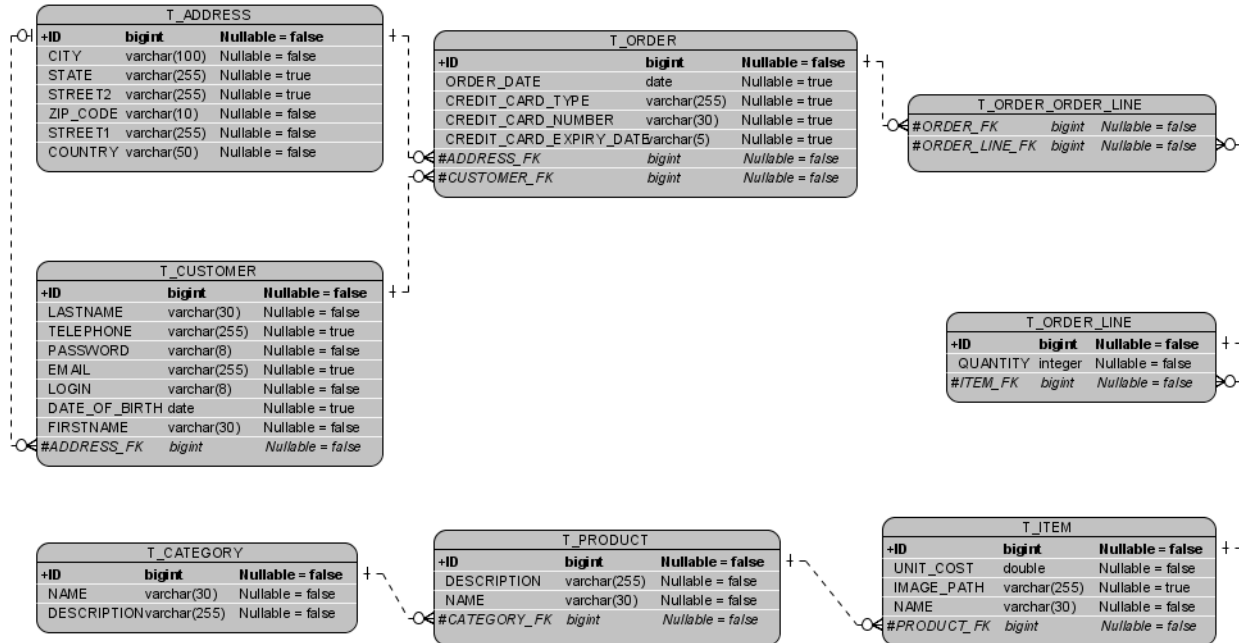 T_ADDRESS
+ID bigint Nullable = false
CITY varchar(100) Nullable = false
STATE varchar(255) Nullable = true
STREET2 varchar(255) Nullable = true
ZIP_CODE varchar(10) Nullable = false
STREET1 varchar(255) Nullable = false
COUNTRY varchar(50) Nullable = false
T_ORDER
+ID bigint Nullable = false
ORDER_DATE date Nullable = true
CREDIT_CARD_TYPE varchar(255) Nullable = true
CREDIT_CARD_NUMBER varchar(30) Nullable = true
CREDIT_CARD_EXPIRY_DATE varchar(5) Nullable = true
#ADDRESS_FK bigint Nullable = false
#CUSTOMER_FK bigint Nullable = false
T_ORDER_ORDER_LINE
#ORDER_FK bigint Nullable = false
#ORDER_LINE_FK bigint Nullable = false
T_CUSTOMER
+ID bigint Nullable = false
LASTNAME varchar(30) Nullable = false
TELEPHONE varchar(255) Nullable = true
PASSWORD varchar(8) Nullable = false
EMAIL varchar(255) Nullable = true
LOGIN varchar(8) Nullable = false
DATE_OF_BIRTH date Nullable = true
FIRSTNAME varchar(30) Nullable = false
#ADDRESS_FK bigint Nullable = false
T_ORDER_LINE
+ID bigint Nullable = false
QUANTITY integer Nullable = false
#ITEM_FK bigint Nullable = false
T_CATEGORY
+ID bigint Nullable = false
NAME varchar(30) Nullable = false
DESCRIPTION varchar(255) Nullable = false
T_PRODUCT
+ID bigint Nullable = false
DESCRIPTION varchar(255) Nullable = false
NAME varchar(30) Nullable = false
#CATEGORY_FK bigint Nullable = false
T_ITEM
+ID bigint Nullable = false
UNIT_COST double Nullable = false
IMAGE_PATH varchar(255) Nullable = true
NAME varchar(30) Nullable = false
#PRODUCT_FK bigint Nullable = false